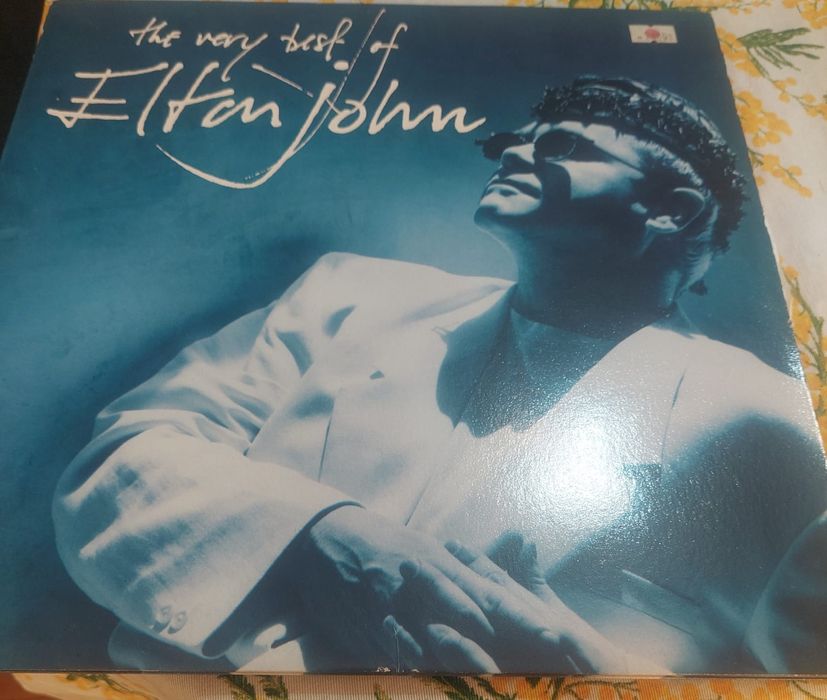 the very best of
Elton john